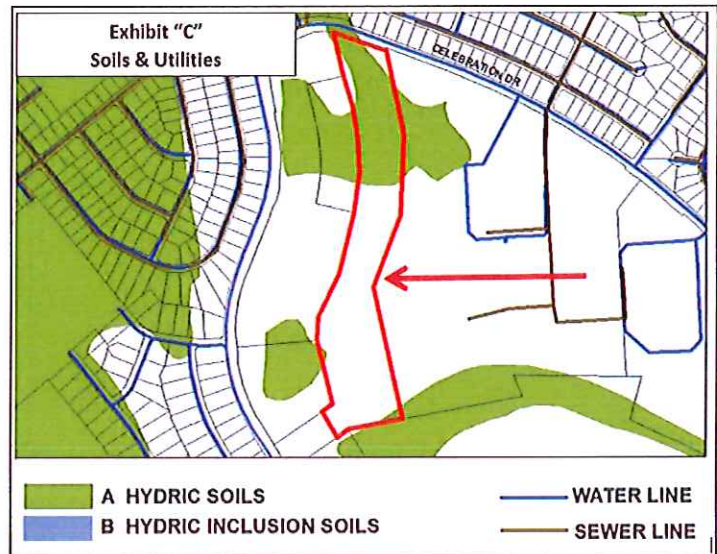 Exhibit "C"
Soils & Utilities
CELEBRATION DR
A HYDRIC SOILS
B HYDRIC INCLUSION SOILS
WATER LINE
SEWER LINE